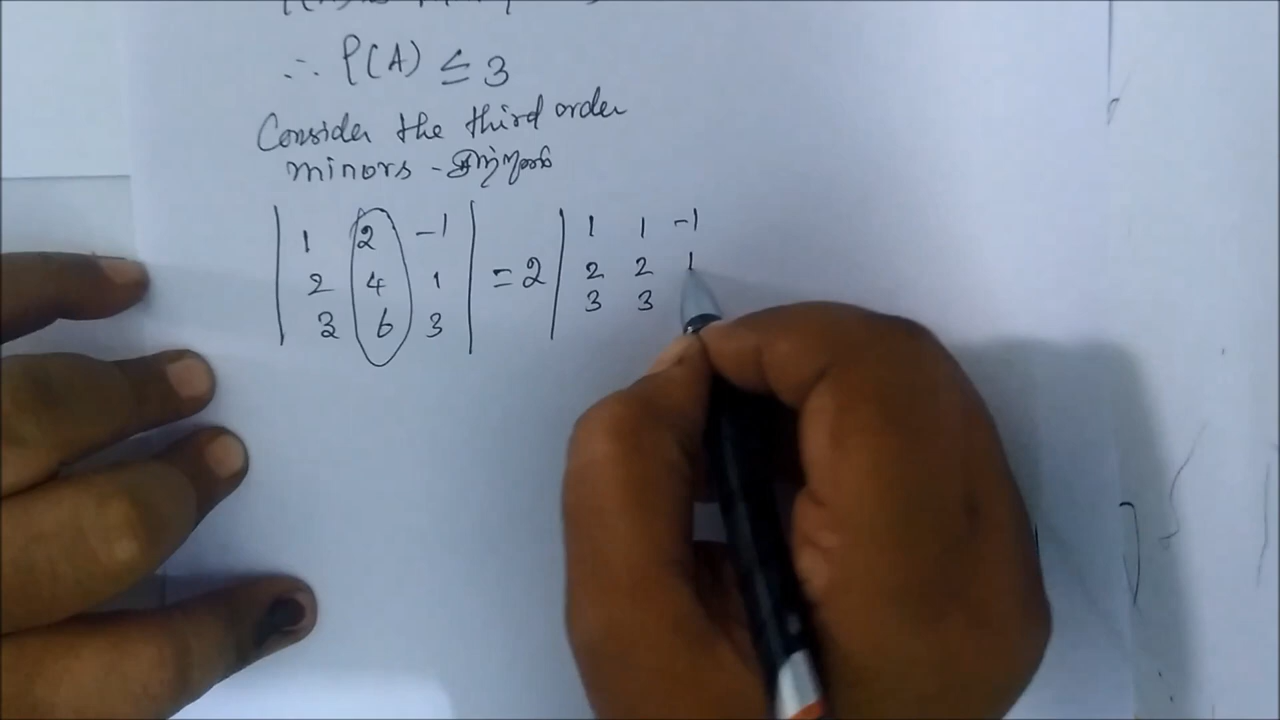 ∴ ρ(A) ≤ 3
Consider the third order
minors - சிற்றணி
| 1 2 -1 | = 2 | 1 1 -1
| 2 4 1 | | 2 2 1
| 3 6 3 | | 3 3